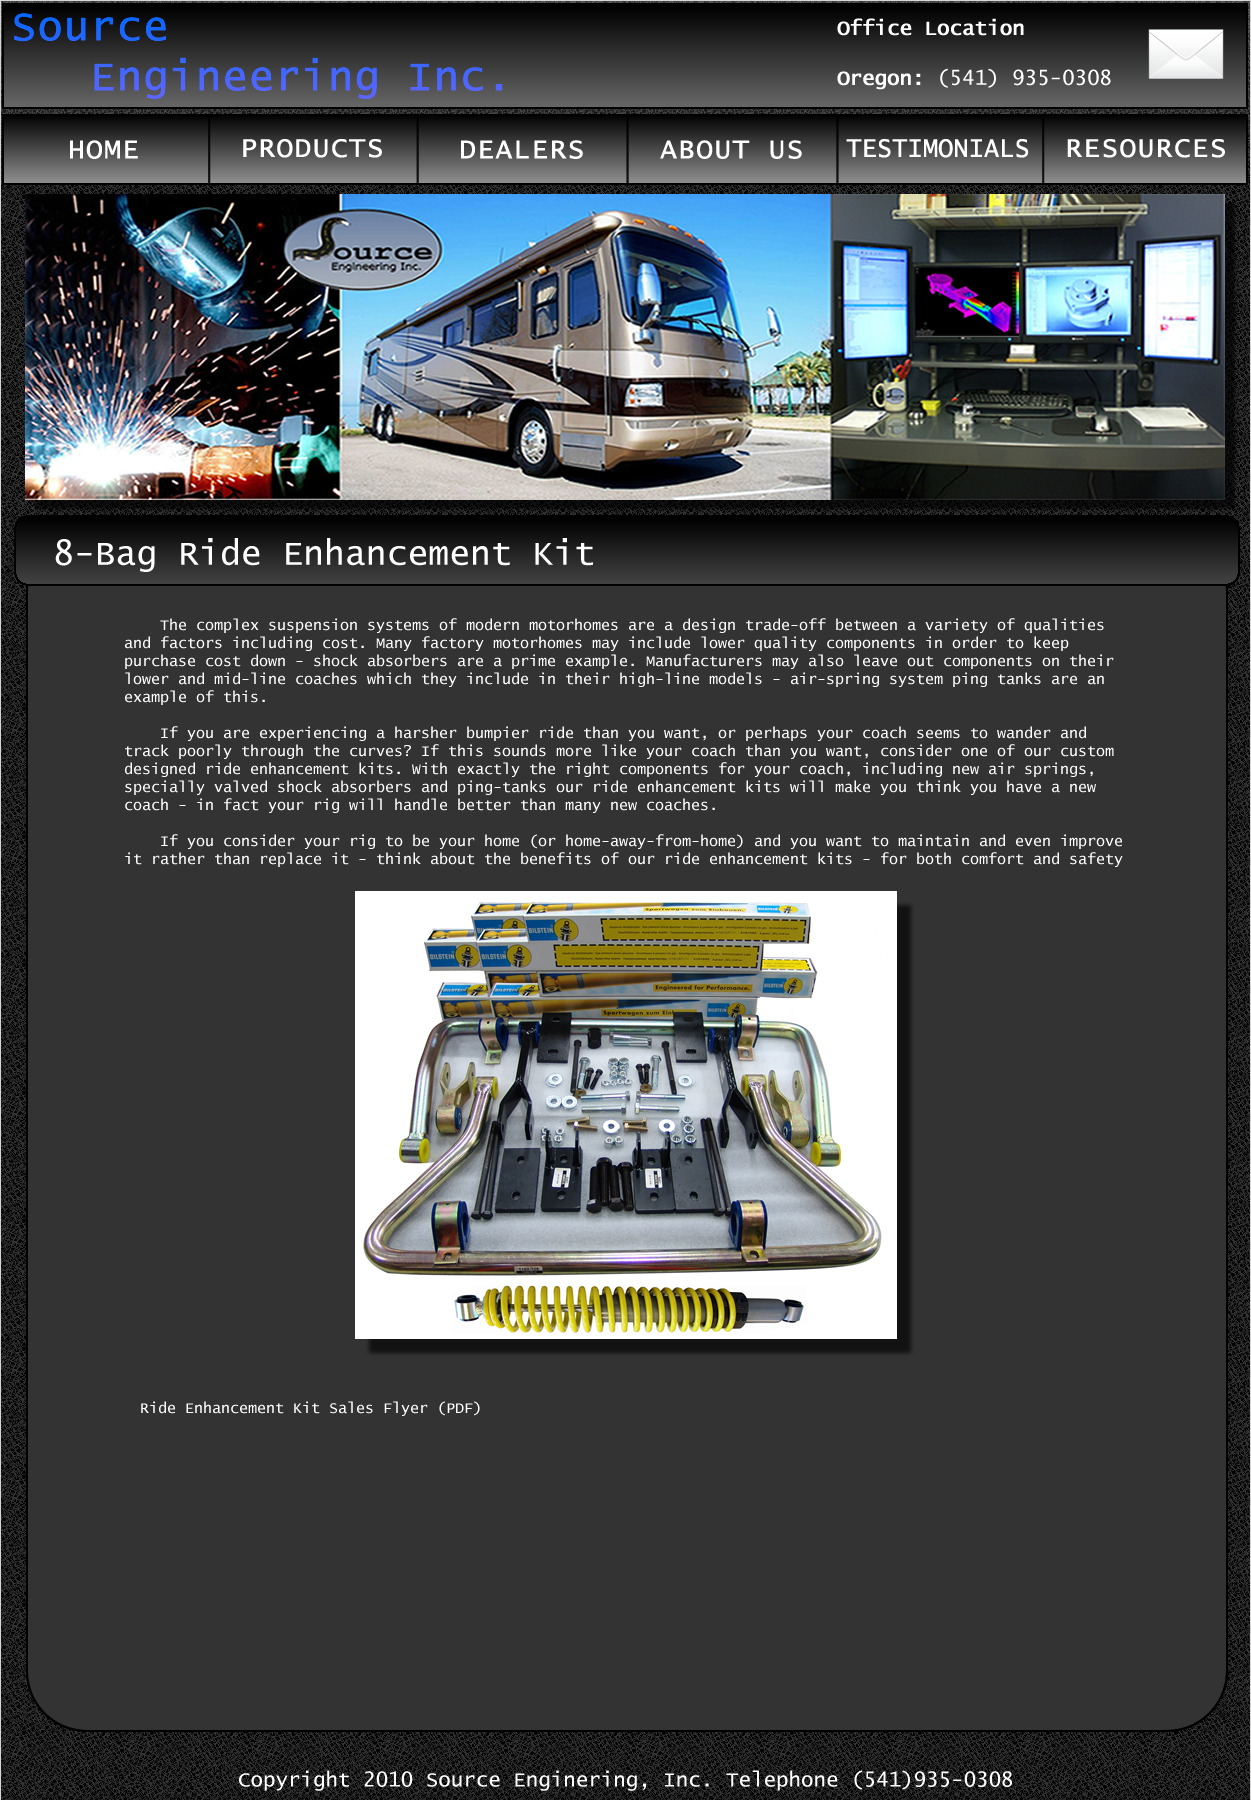 Source
Engineering Inc.
Office Location
Oregon: (541) 935-0308
HOME
PRODUCTS
DEALERS
ABOUT US
TESTIMONIALS
RESOURCES
Source
Engineering Inc.
8-Bag Ride Enhancement Kit
The complex suspension systems of modern motorhomes are a design trade-off between a variety of qualities
and factors including cost. Many factory motorhomes may include lower quality components in order to keep
purchase cost down - shock absorbers are a prime example. Manufacturers may also leave out components on their
lower and mid-line coaches which they include in their high-line models - air-spring system ping tanks are an
example of this.
If you are experiencing a harsher bumpier ride than you want, or perhaps your coach seems to wander and
track poorly through the curves? If this sounds more like your coach than you want, consider one of our custom
designed ride enhancement kits. With exactly the right components for your coach, including new air springs,
specially valved shock absorbers and ping-tanks our ride enhancement kits will make you think you have a new
coach - in fact your rig will handle better than many new coaches.
If you consider your rig to be your home (or home-away-from-home) and you want to maintain and even improve
it rather than replace it - think about the benefits of our ride enhancement kits - for both comfort and safety
Sportwagen zum Einbauen.
BILSTEIN
BILSTEIN
BILSTEIN
BILSTEIN
BILSTEIN
Engineered for Performance.
BILSTEIN
BILSTEIN
BILSTEIN
BILSTEIN
Ride Enhancement Kit Sales Flyer (PDF)
Copyright 2010 Source Enginering, Inc. Telephone (541)935-0308